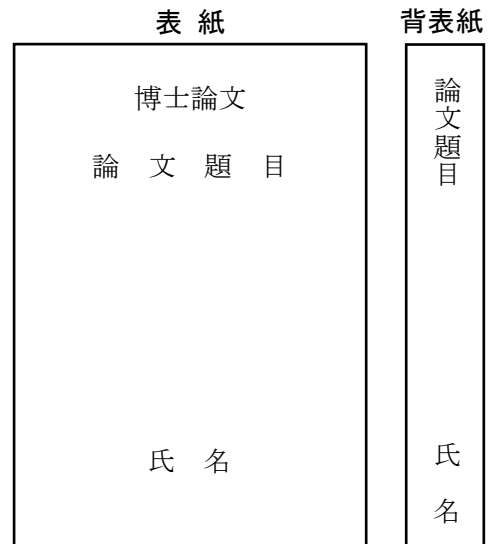 表 紙
博士論文
論 文 題 目
氏 名
背表紙
論文題目
氏 名